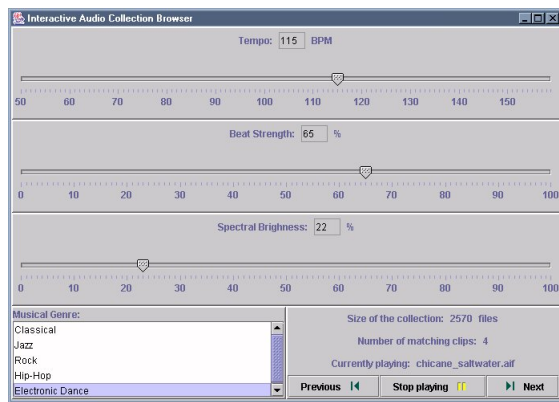 Interactive Audio Collection Browser
Tempo: 115 BPM
50 60 70 80 90 100 110 120 130 140 150
Beat Strength: 65 %
0 10 20 30 40 50 60 70 80 90 100
Spectral Brighness: 22 %
0 10 20 30 40 50 60 70 80 90 100
Musical Genre:
Classical
Jazz
Rock
Hip-Hop
Electronic Dance
Size of the collection: 2570 files
Number of matching clips: 4
Currently playing: chicane_saltwater.aif
Previous Stop playing Next